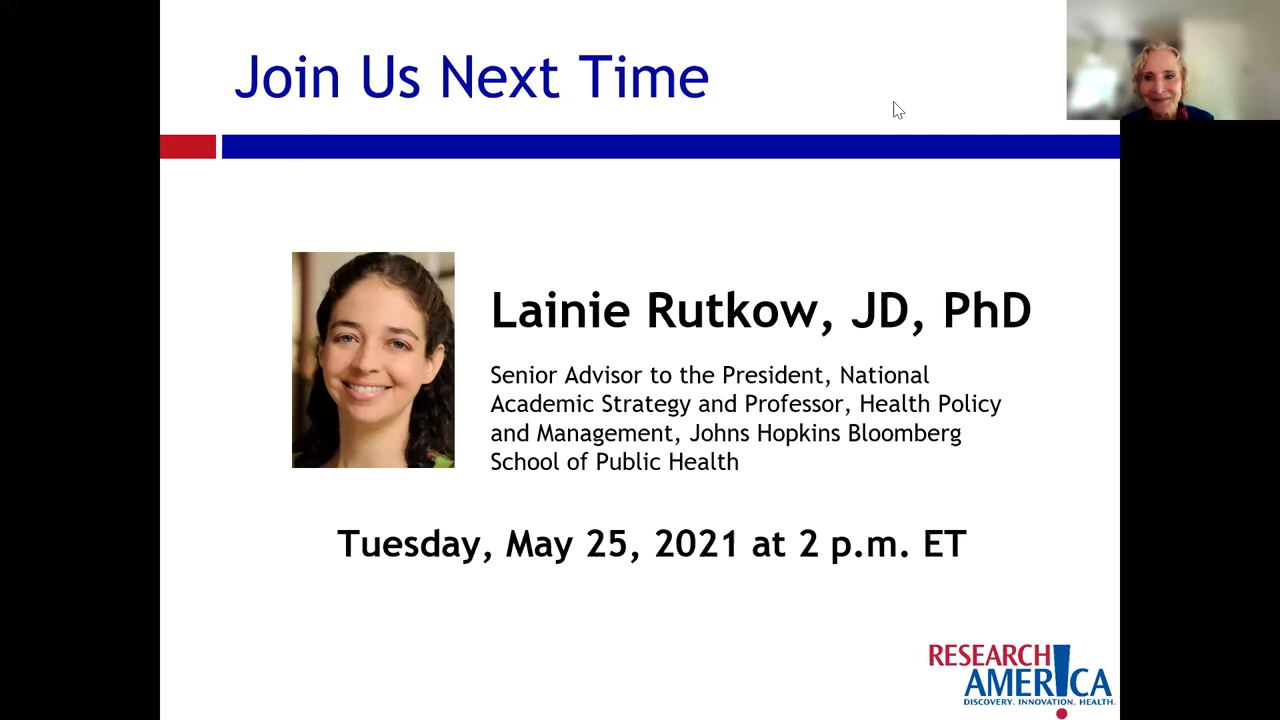 Join Us Next Time
Lainie Rutkow, JD, PhD
Senior Advisor to the President, National
Academic Strategy and Professor, Health Policy
and Management, Johns Hopkins Bloomberg
School of Public Health
Tuesday, May 25, 2021 at 2 p.m. ET
RESEARCH
AMER!CA
DISCOVERY. INNOVATION. HEALTH.